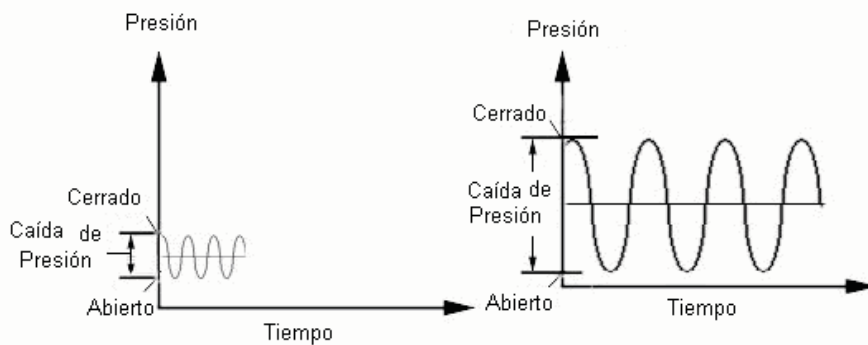 Presión
Cerrado
Caída de
Presión
Abierto
Tiempo
Presión
Cerrado
Caída de
Presión
Abierto
Tiempo